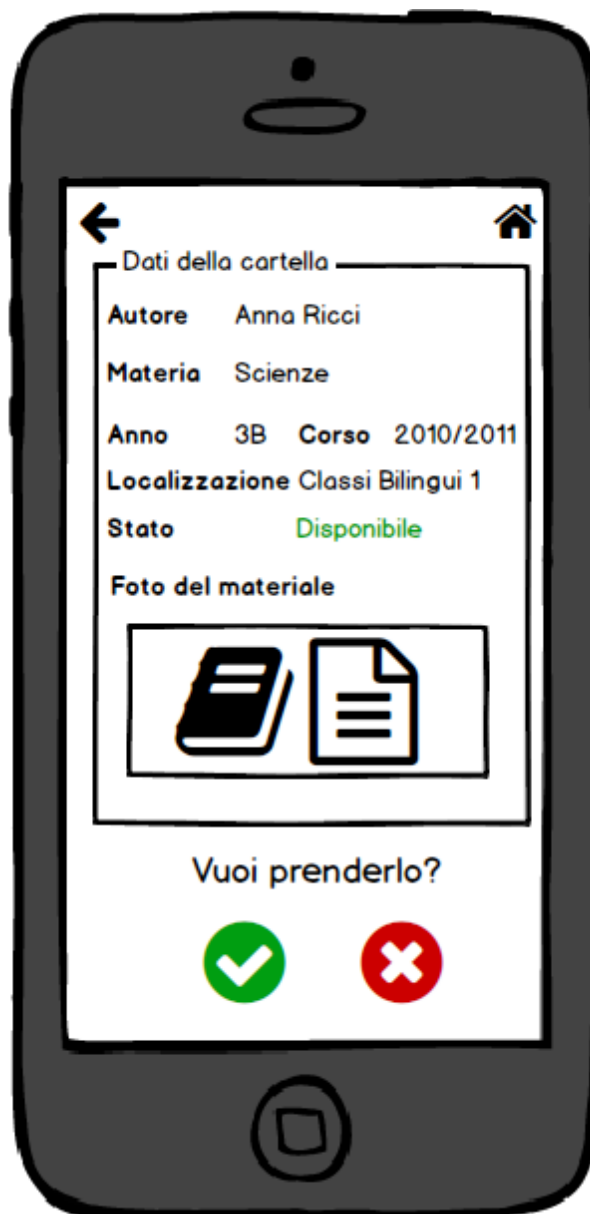 Dati della cartella
Autore Anna Ricci
Materia Scienze
Anno 3B Corso 2010/2011
Localizzazione Classi Bilingui 1
Stato Disponibile
Foto del materiale
Vuoi prenderlo?